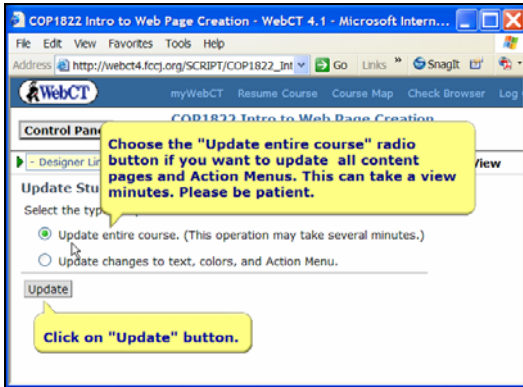 COP1822 Intro to Web Page Creation - WebCT 4.1 - Microsoft Intern...
File Edit View Favorites Tools Help
Address http://webct4.fccj.org/SCRIPT/COP1822_Int Go Links » SnagIt
WebCT myWebCT Resume Course Course Map Check Browser Log
COP1822 Intro to Web Page Creation
Control Pan
Choose the "Update entire course" radio
button if you want to update all content
pages and Action Menus. This can take a view
minutes. Please be patient.
- Designer Lin
View
Update Stu
Select the typ
Update entire course. (This operation may take several minutes.)
Update changes to text, colors, and Action Menu.
Update
Click on "Update" button.